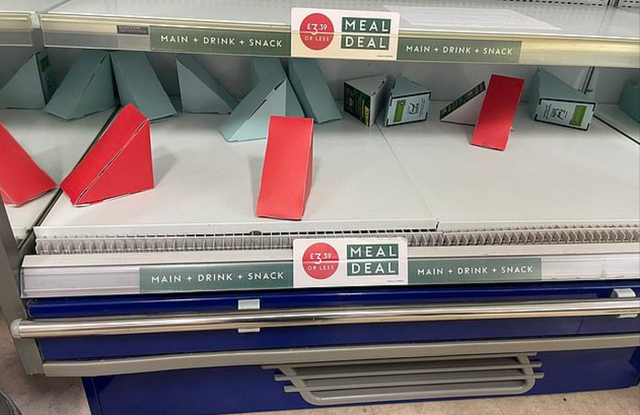 £3.39
OR LESS
MEAL
DEAL
MAIN + DRINK + SNACK
MAIN + DRINK + SNACK
£3.39
OR LESS
MEAL
DEAL
MAIN + DRINK + SNACK
MAIN + DRINK + SNACK